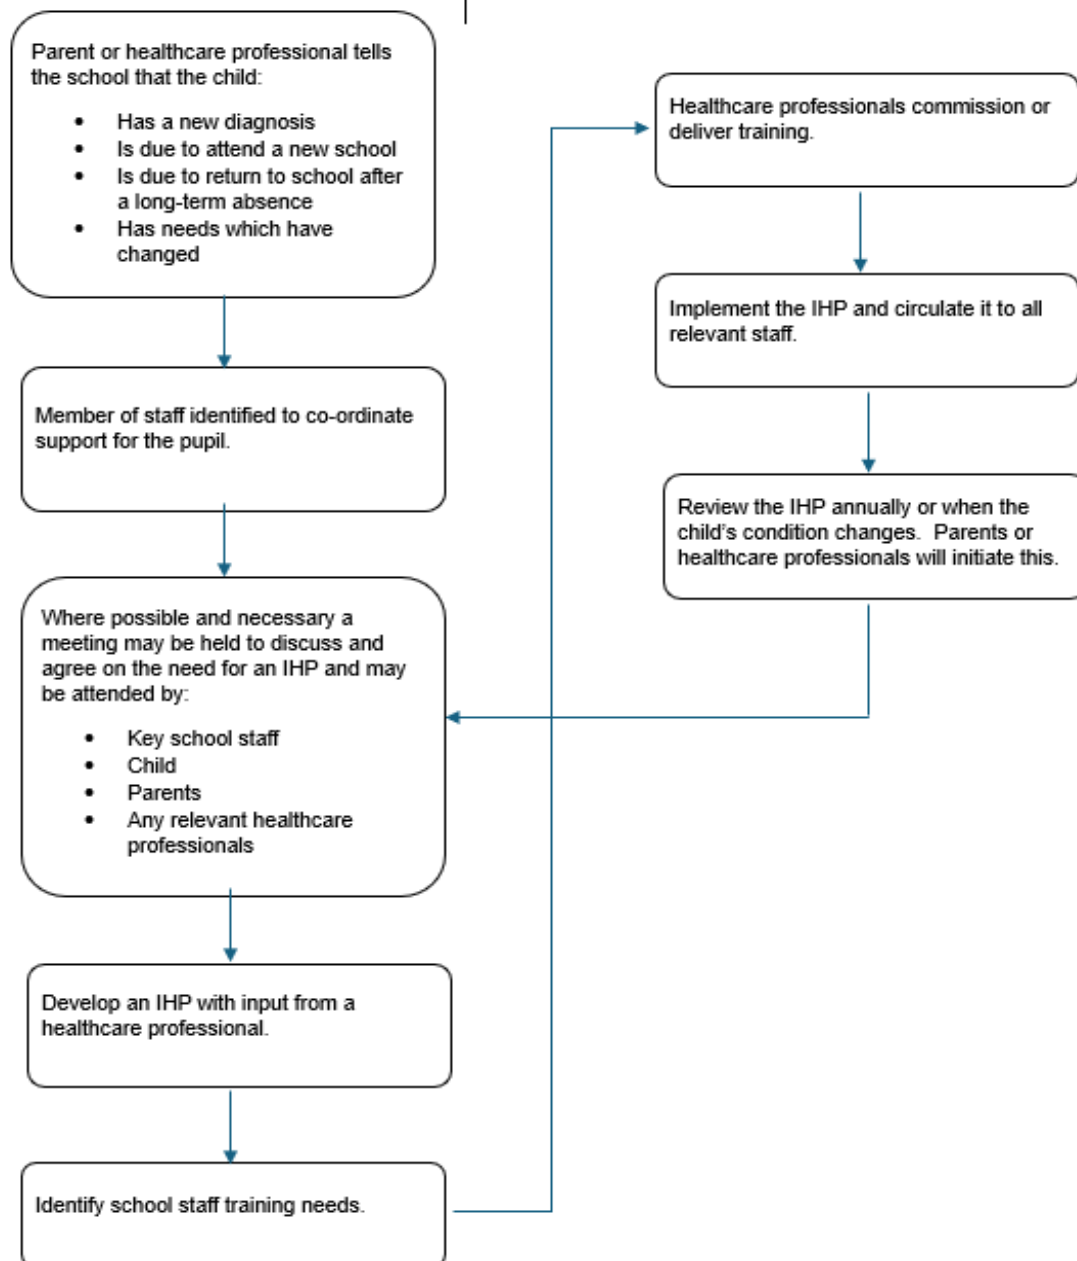 Parent or healthcare professional tells
the school that the child:
• Has a new diagnosis
• Is due to attend a new school
• Is due to return to school after
a long-term absence
• Has needs which have
changed
Member of staff identified to co-ordinate
support for the pupil.
Where possible and necessary a
meeting may be held to discuss and
agree on the need for an IHP and may
be attended by:
• Key school staff
• Child
• Parents
• Any relevant healthcare
professionals
Develop an IHP with input from a
healthcare professional.
Identify school staff training needs.
Healthcare professionals commission or
deliver training.
Implement the IHP and circulate it to all
relevant staff.
Review the IHP annually or when the
child's condition changes.  Parents or
healthcare professionals will initiate this.